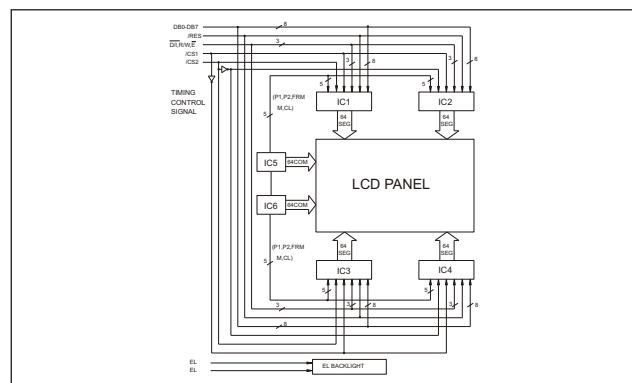 DB0-DB7
8
/RES
D/I,R/W,E
3
/CS1
/CS2
3
8
3
8
TIMING
CONTROL
SIGNAL
5
5
(P1,P2,FRM
M,CL)
IC1
IC2
5
64
SEG
64
SEG
IC5
64COM
LCD PANEL
IC6
64COM
(P1,P2,FRM
M,CL)
64
SEG
64
SEG
5
IC3
IC4
5
8
5
8
3
3
3
8
EL
EL
EL BACKLIGHT